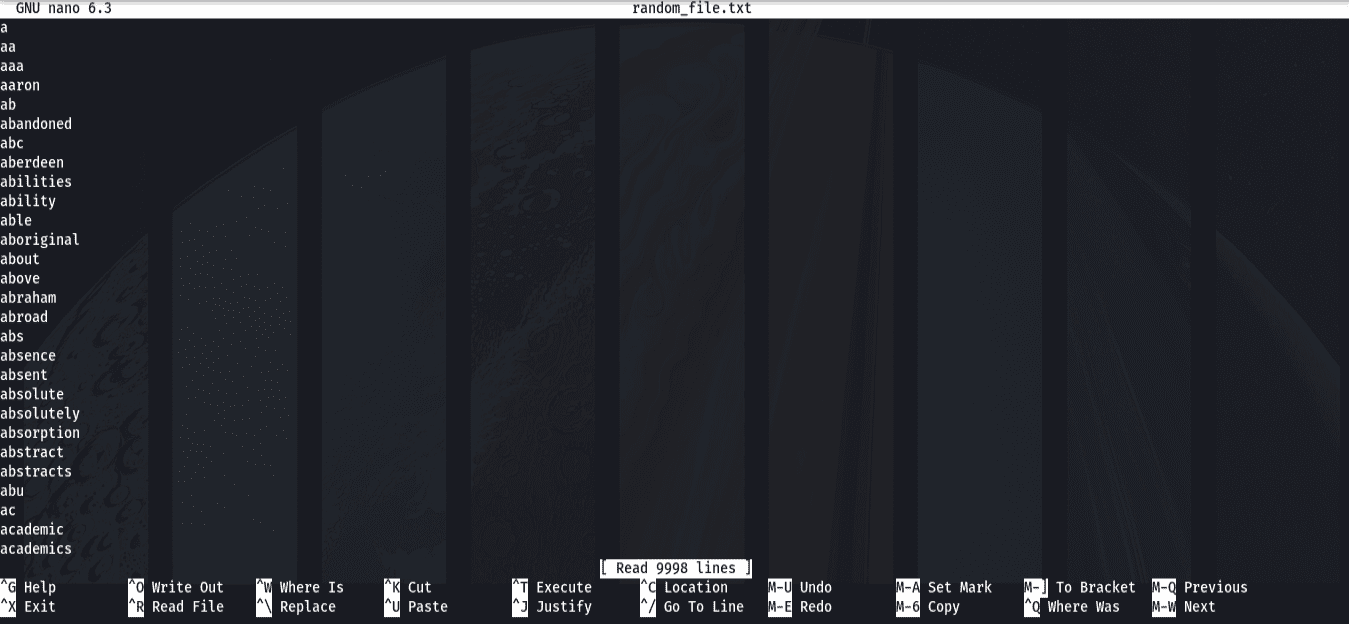 GNU nano 6.3 random_file.txt
a
aa
aaa
aaron
ab
abandoned
abc
aberdeen
abilities
ability
able
aboriginal
about
above
abraham
abroad
abs
absence
absent
absolute
absolutely
absorption
abstract
abstracts
abu
ac
academic
academics
[ Read 9998 lines ]
^G Help ^O Write Out ^W Where Is ^K Cut ^T Execute ^C Location M-U Undo M-A Set Mark M-] To Bracket M-Q Previous
^X Exit ^R Read File ^\ Replace ^U Paste ^J Justify ^/ Go To Line M-E Redo M-6 Copy ^Q Where Was M-W Next